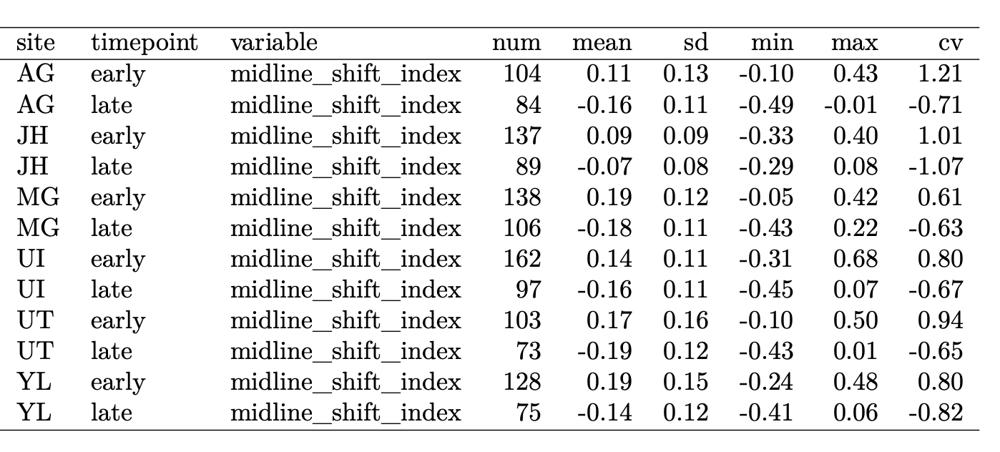 site timepoint variable num mean sd min max cv
AG early midline_shift_index 104 0.11 0.13 -0.10 0.43 1.21
AG late midline_shift_index 84 -0.16 0.11 -0.49 -0.01 -0.71
JH early midline_shift_index 137 0.09 0.09 -0.33 0.40 1.01
JH late midline_shift_index 89 -0.07 0.08 -0.29 0.08 -1.07
MG early midline_shift_index 138 0.19 0.12 -0.05 0.42 0.61
MG late midline_shift_index 106 -0.18 0.11 -0.43 0.22 -0.63
UI early midline_shift_index 162 0.14 0.11 -0.31 0.68 0.80
UI late midline_shift_index 97 -0.16 0.11 -0.45 0.07 -0.67
UT early midline_shift_index 103 0.17 0.16 -0.10 0.50 0.94
UT late midline_shift_index 73 -0.19 0.12 -0.43 0.01 -0.65
YL early midline_shift_index 128 0.19 0.15 -0.24 0.48 0.80
YL late midline_shift_index 75 -0.14 0.12 -0.41 0.06 -0.82